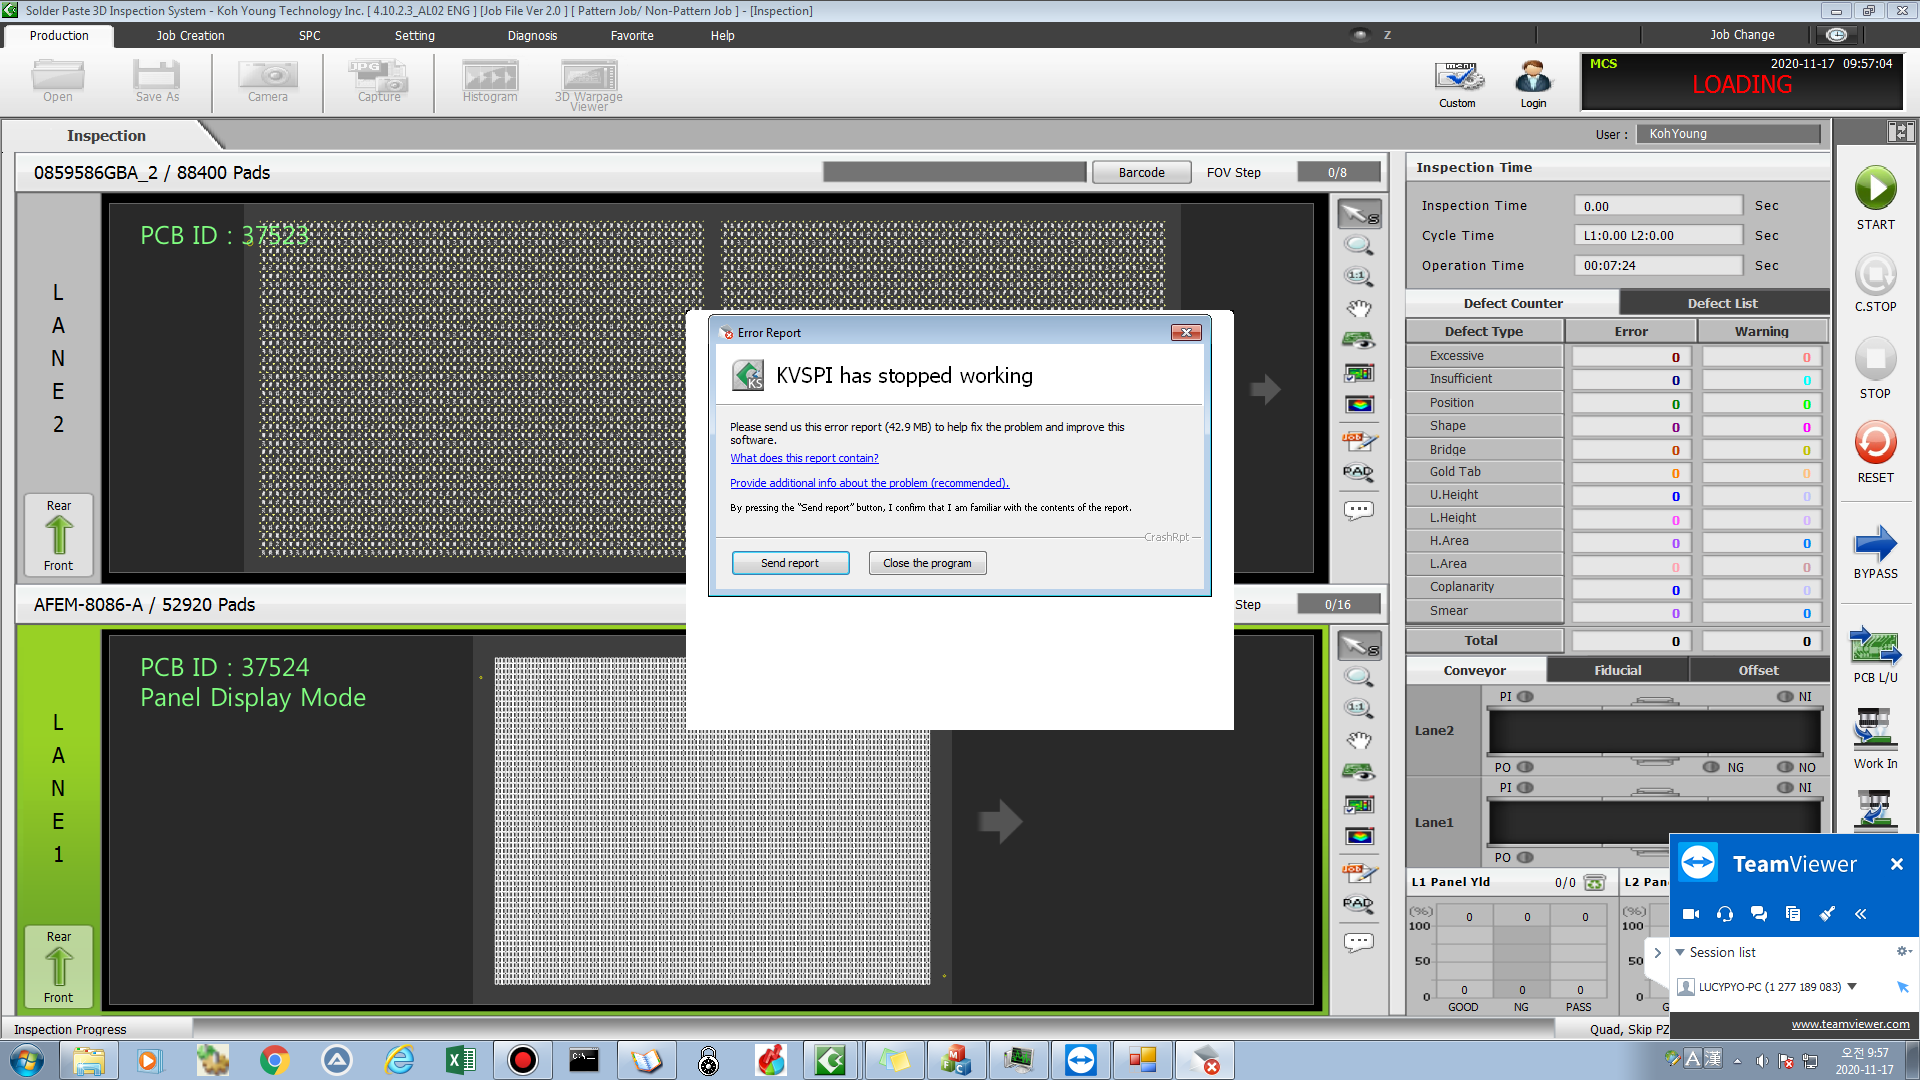 Solder Paste 3D Inspection System - Koh Young Technology Inc. [ 4.10.2.3_AL02 ENG ] [Job File Ver 2.0 ] [ Pattern Job/ Non-Pattern Job ] - [Inspection]
Production Job Creation SPC Setting Diagnosis Favorite Help Z Job Change
Open Save As Camera Capture Histogram 3D Warpage Viewer
JPG
menu
Custom Login
MCS 2020-11-17 09:57:04
LOADING
Inspection
User : KohYoung
0859586GBA_2 / 88400 Pads
Barcode FOV Step 0/8
PCB ID : 37523
LANE2
Rear
Front
S
1:1
JOB
PAD
Error Report
KS
KVSPI has stopped working
Please send us this error report (42.9 MB) to help fix the problem and improve this
software.
What does this report contain?
Provide additional info about the problem (recommended).
By pressing the "Send report" button, I confirm that I am familiar with the contents of the report.
CrashRpt
Send report Close the program
AFEM-8086-A / 52920 Pads
Step 0/16
PCB ID : 37524
Panel Display Mode
LANE1
Rear
Front
S
1:1
JOB
PAD
Inspection Time
Inspection Time 0.00 Sec
Cycle Time L1:0.00 L2:0.00 Sec
Operation Time 00:07:24 Sec
Defect Counter Defect List
Defect Type Error Warning
Excessive 0 0
Insufficient 0 0
Position 0 0
Shape 0 0
Bridge 0 0
Gold Tab 0 0
U.Height 0 0
L.Height 0 0
H.Area 0 0
L.Area 0 0
Coplanarity 0 0
Smear 0 0
Total 0 0
Conveyor Fiducial Offset
PI NI
Lane2
PO NG NO
PI NI
Lane1
PO
L1 Panel Yld 0/0 L2 Pan
(%) 0 0 0 (%)
100 100
50 50
0 0 0 0 0
GOOD NG PASS G
START
C.STOP
STOP
RESET
BYPASS
PCB L/U
Work In
TeamViewer
Session list
LUCYPYO-PC (1 277 189 083)
www.teamviewer.com
Inspection Progress
Quad, Skip PZ
C:\
M
F
C
A 漢
오전 9:57
2020-11-17